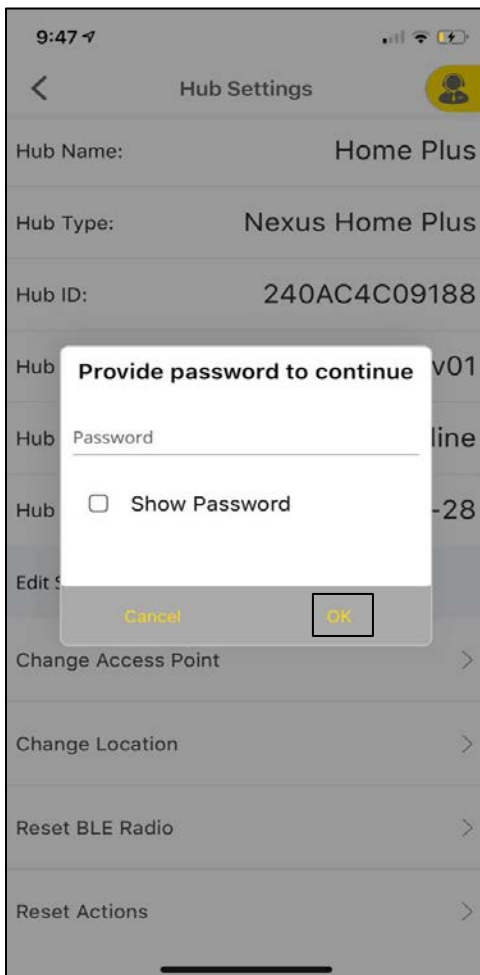 9:47
Hub Settings
Hub Name: Home Plus
Hub Type: Nexus Home Plus
Hub ID: 240AC4C09188
Hub v01
Provide password to continue
Hub line
Password
Hub -28
Show Password
Edit
Cancel OK
Change Access Point
Change Location
Reset BLE Radio
Reset Actions